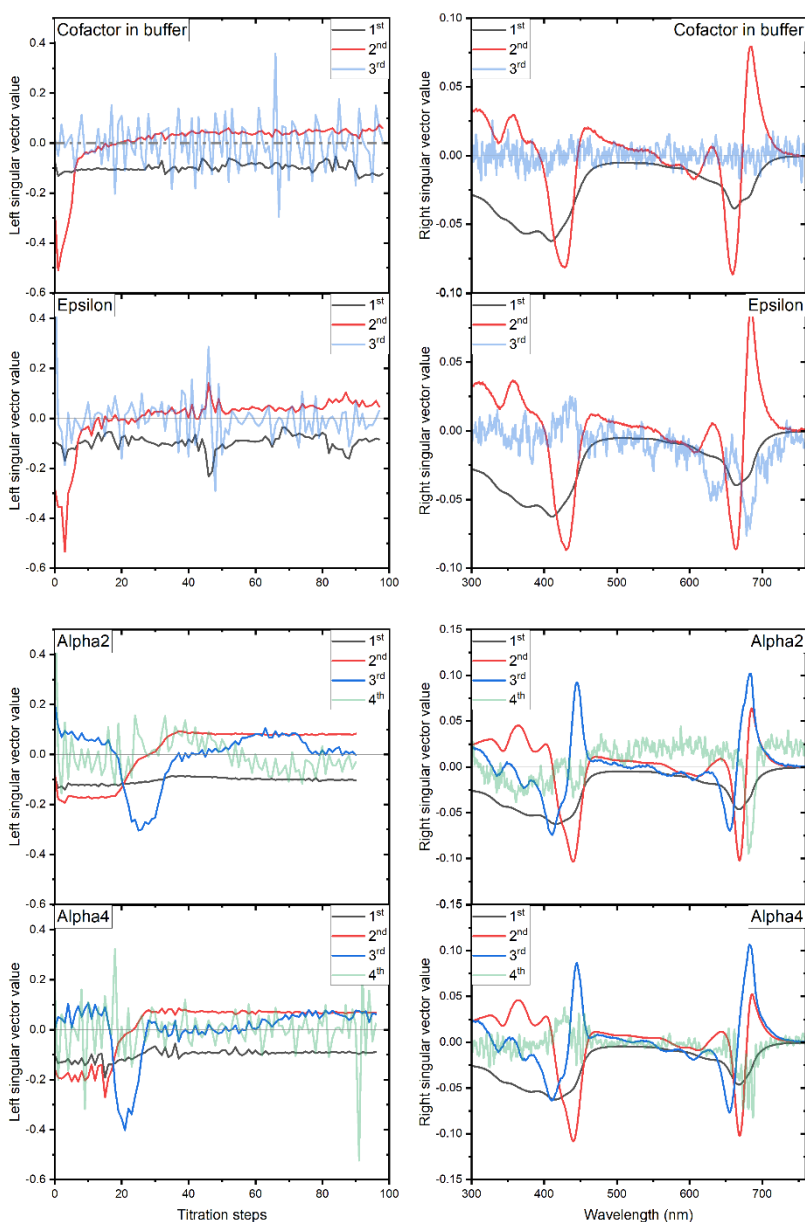 Cofactor in buffer
1st
2nd
3rd
0.4
0.2
0.0
-0.2
-0.4
-0.6
Left singular vector value
Cofactor in buffer
1st
2nd
3rd
0.10
0.05
0.00
-0.05
0.10
Right singular vector value
Epsilon
1st
2nd
3rd
0.4
0.2
0.0
-0.2
-0.4
-0.6
0 20 40 60 80 100
Left singular vector value
Epsilon
1st
2nd
3rd
0.05
0.00
-0.05
-0.10
300 400 500 600 700
Right singular vector value
Alpha2
1st
2nd
3rd
4th
0.4
0.2
0.0
-0.2
-0.4
-0.6
Left singular vector value
Alpha2
1st
2nd
3rd
4th
0.15
0.10
0.05
0.00
-0.05
-0.10
-0.15
Right singular vector value
Alpha4
1st
2nd
3rd
4th
0.4
0.2
0.0
-0.2
-0.4
-0.6
0 20 40 60 80 100
Left singular vector value
Titration steps
Alpha4
1st
2nd
3rd
4th
0.10
0.05
0.00
-0.05
-0.10
-0.15
300 400 500 600 700
Right singular vector value
Wavelength (nm)